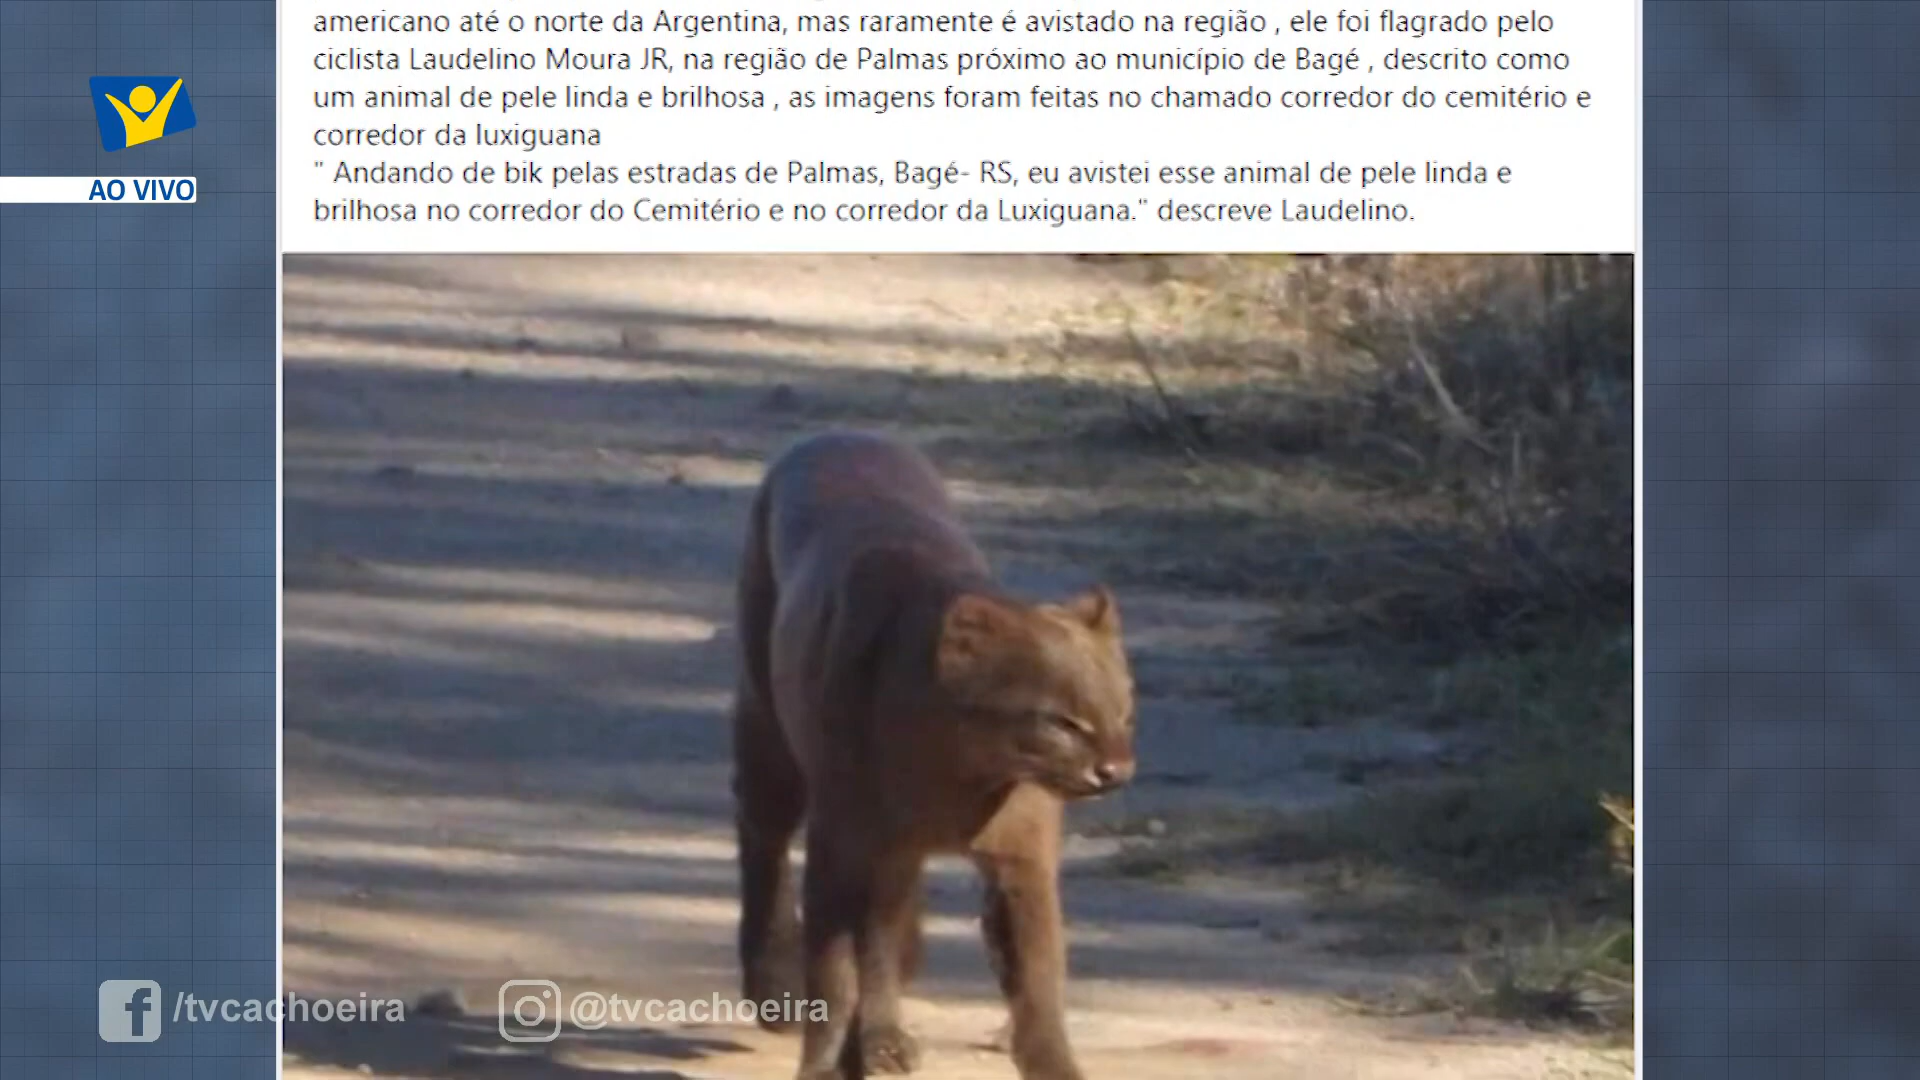 americano até o norte da Argentina, mas raramente é avistado na região , ele foi flagrado pelo
ciclista Laudelino Moura JR, na região de Palmas próximo ao município de Bagé , descrito como
um animal de pele linda e brilhosa , as imagens foram feitas no chamado corredor do cemitério e
corredor da luxiguana
" Andando de bik pelas estradas de Palmas, Bagé- RS, eu avistei esse animal de pele linda e
brilhosa no corredor do Cemitério e no corredor da Luxiguana." descreve Laudelino.
AO VIVO
/tvcachoeira
@tvcachoeira